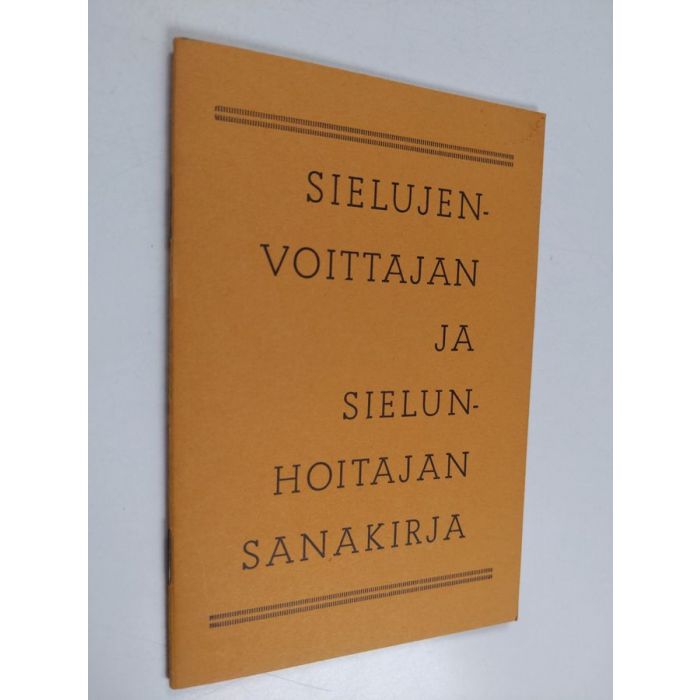 SIELUJEN-
VOITTAJAN
JA
SIELUN-
HOITAJAN
SANAKIRJA